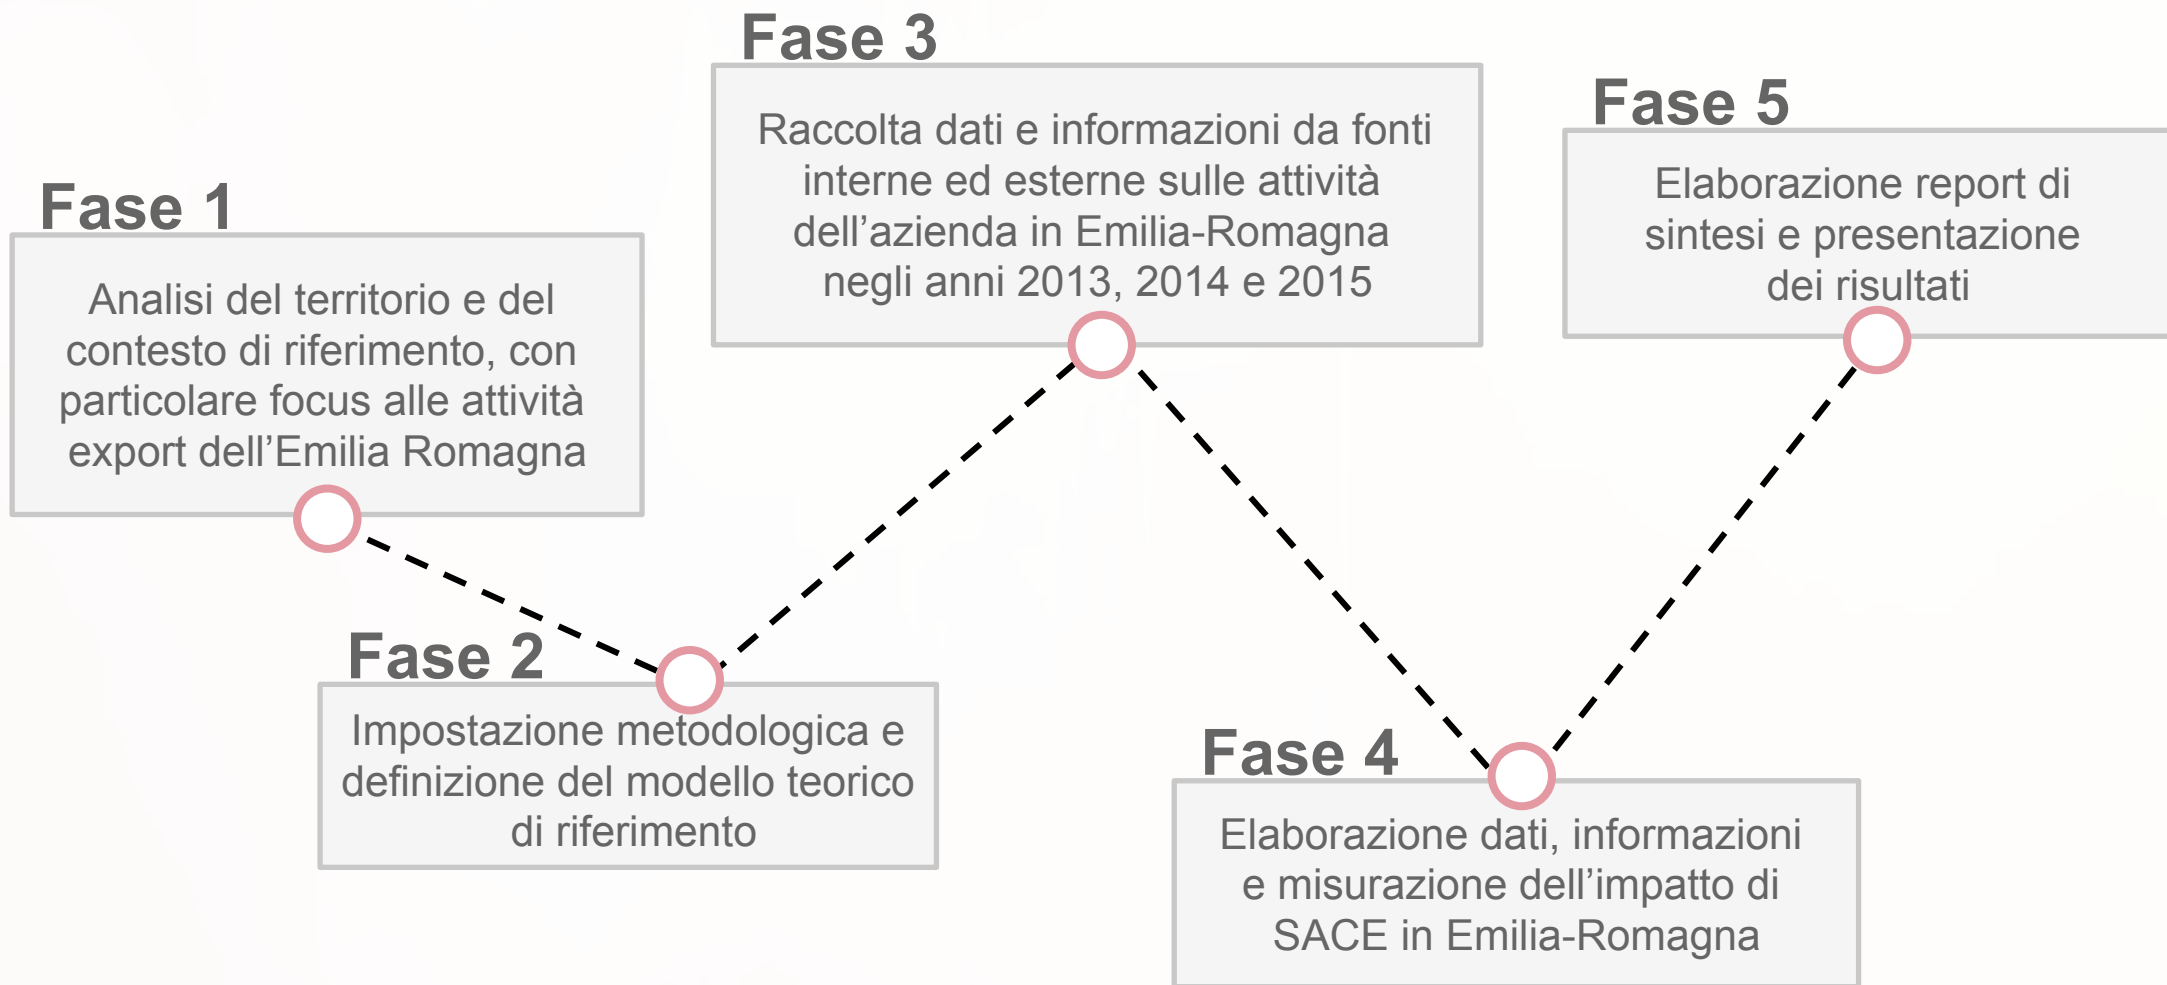 Fase 1
Analisi del territorio e del
contesto di riferimento, con
particolare focus alle attività
export dell’Emilia Romagna
Fase 2
Impostazione metodologica e
definizione del modello teorico
di riferimento
Fase 3
Raccolta dati e informazioni da fonti
interne ed esterne sulle attività
dell’azienda in Emilia-Romagna
negli anni 2013, 2014 e 2015
Fase 4
Elaborazione dati, informazioni
e misurazione dell’impatto di
SACE in Emilia-Romagna
Fase 5
Elaborazione report di
sintesi e presentazione
dei risultati